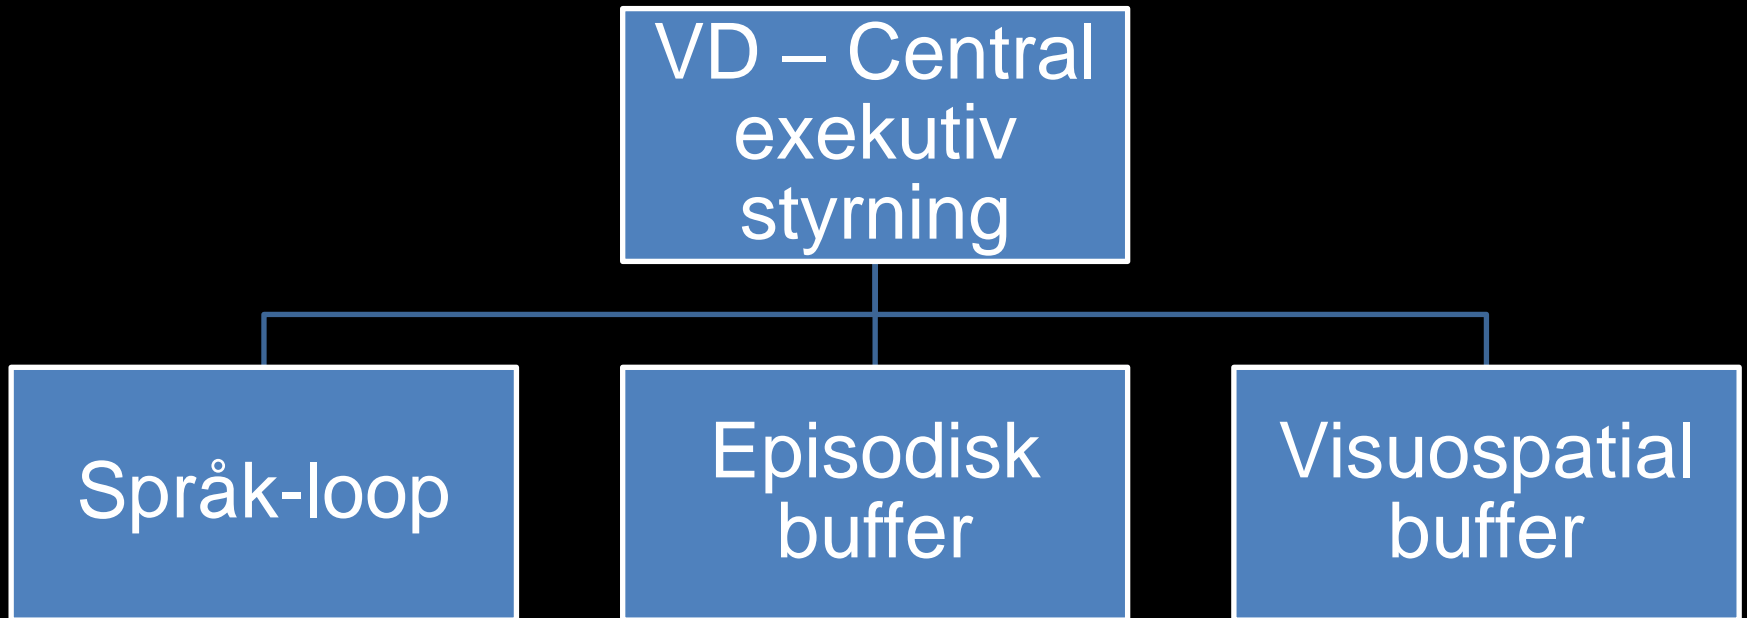 VD – Central
exekutiv
styrning
Språk-loop
Episodisk
buffer
Visuospatial
buffer